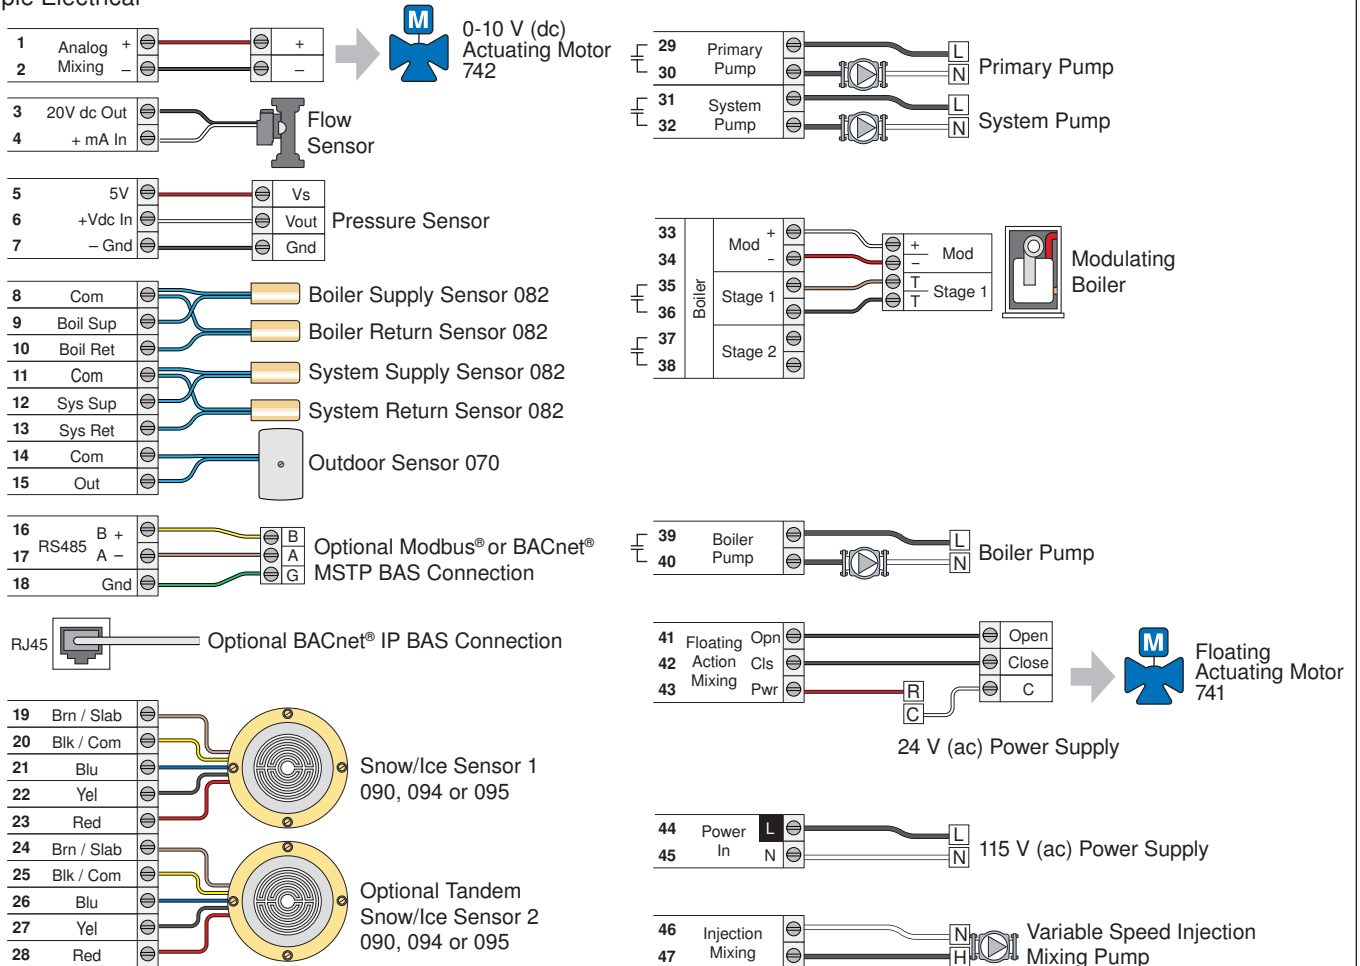 ple Electrical
1 Analog + +
2 Mixing – –
M
0-10 V (dc)
Actuating Motor
742
3 20V dc Out
4 + mA In
Flow
Sensor
5 5V Vs
6 +Vdc In Vout
7 – Gnd Gnd
Pressure Sensor
8 Com
9 Boil Sup
10 Boil Ret
11 Com
12 Sys Sup
13 Sys Ret
14 Com
15 Out
Boiler Supply Sensor 082
Boiler Return Sensor 082
System Supply Sensor 082
System Return Sensor 082
Outdoor Sensor 070
16 B + B
RS485
17 A – A
18 Gnd G
Optional Modbus® or BACnet®
MSTP BAS Connection
RJ45
Optional BACnet® IP BAS Connection
19 Brn / Slab
20 Blk / Com
21 Blu
22 Yel
23 Red
Snow/Ice Sensor 1
090, 094 or 095
24 Brn / Slab
25 Blk / Com
26 Blu
27 Yel
28 Red
Optional Tandem
Snow/Ice Sensor 2
090, 094 or 095
29 Primary L
30 Pump N
Primary Pump
31 System L
32 Pump N
System Pump
Boiler
33 Mod + + Mod
34 - –
35 Stage 1 T Stage 1
36 T
37 Stage 2
38
Modulating
Boiler
39 Boiler L
40 Pump N
Boiler Pump
41 Floating Opn Open
42 Action Cls Close
43 Mixing Pwr R C
C
M
Floating
Actuating Motor
741
24 V (ac) Power Supply
44 Power L L
45 In N N
115 V (ac) Power Supply
46 Injection N
47 Mixing H
Variable Speed Injection
Mixing Pump